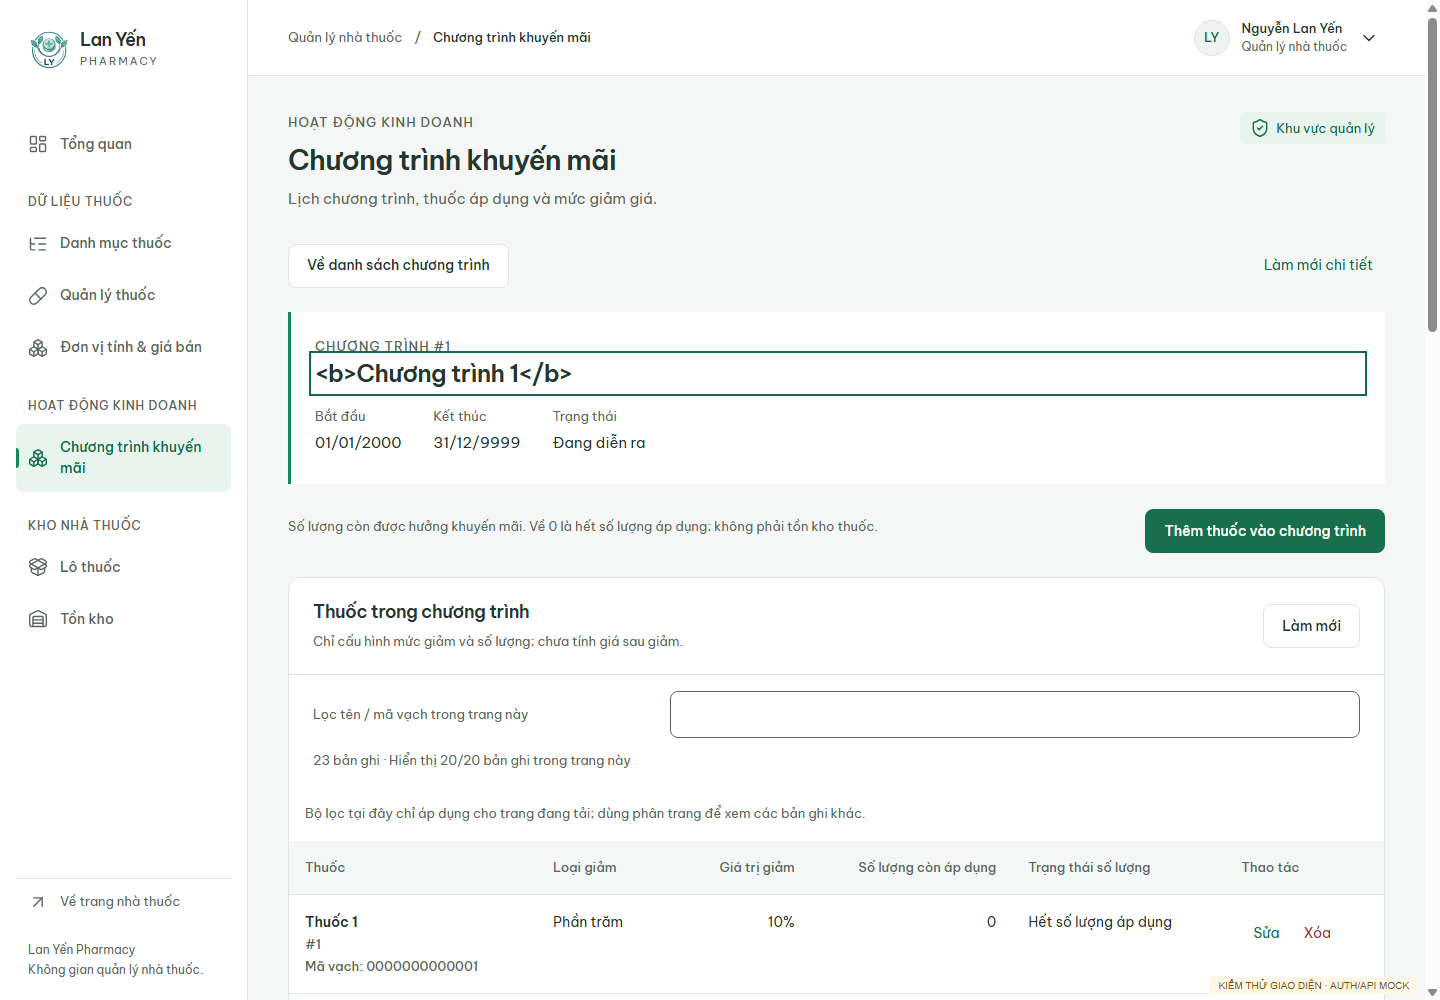 Lan Yến
PHARMACY
LY
Tổng quan
DỮ LIỆU THUỐC
Danh mục thuốc
Quản lý thuốc
Đơn vị tính & giá bán
HOẠT ĐỘNG KINH DOANH
Chương trình khuyến
mãi
KHO NHÀ THUỐC
Lô thuốc
Tồn kho
Về trang nhà thuốc
Lan Yến Pharmacy
Không gian quản lý nhà thuốc.
Quản lý nhà thuốc / Chương trình khuyến mãi
LY
Nguyễn Lan Yến
Quản lý nhà thuốc
HOẠT ĐỘNG KINH DOANH
Chương trình khuyến mãi
Lịch chương trình, thuốc áp dụng và mức giảm giá.
Khu vực quản lý
Về danh sách chương trình
Làm mới chi tiết
CHƯƠNG TRÌNH #1
<b>Chương trình 1</b>
Bắt đầu Kết thúc Trạng thái
01/01/2000 31/12/9999 Đang diễn ra
Số lượng còn được hưởng khuyến mãi. Về 0 là hết số lượng áp dụng; không phải tồn kho thuốc.
Thêm thuốc vào chương trình
Thuốc trong chương trình
Chỉ cấu hình mức giảm và số lượng; chưa tính giá sau giảm.
Làm mới
Lọc tên / mã vạch trong trang này
23 bản ghi · Hiển thị 20/20 bản ghi trong trang này
Bộ lọc tại đây chỉ áp dụng cho trang đang tải; dùng phân trang để xem các bản ghi khác.
Thuốc Loại giảm Giá trị giảm Số lượng còn áp dụng Trạng thái số lượng Thao tác
Thuốc 1 Phần trăm 10% 0 Hết số lượng áp dụng Sửa Xóa
#1
Mã vạch: 0000000000001
KIỂM THỬ GIAO DIỆN · AUTH/API MOCK